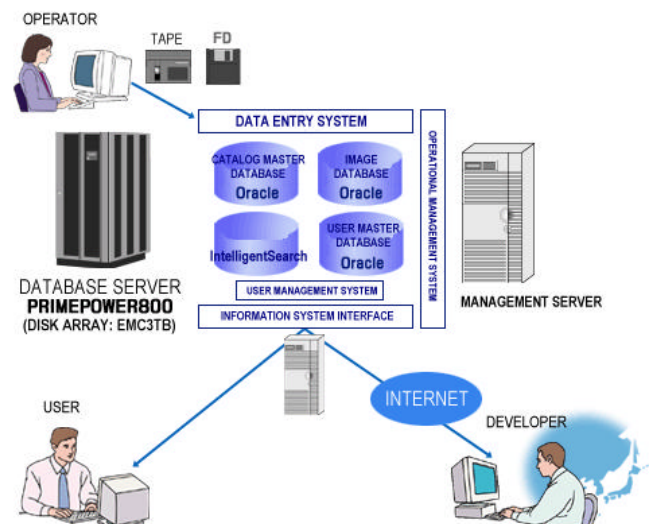 OPERATOR
TAPE
FD
DATA ENTRY SYSTEM
CATALOG MASTER
DATABASE
Oracle
IMAGE
DATABASE
Oracle
IntelligentSearch
USER MASTER
DATABASE
Oracle
USER MANAGEMENT SYSTEM
INFORMATION SYSTEM INTERFACE
OPERATIONAL MANAGEMENT SYSTEM
DATABASE SERVER
PRIMEPOWER800
(DISK ARRAY: EMC3TB)
MANAGEMENT SERVER
USER
INTERNET
DEVELOPER